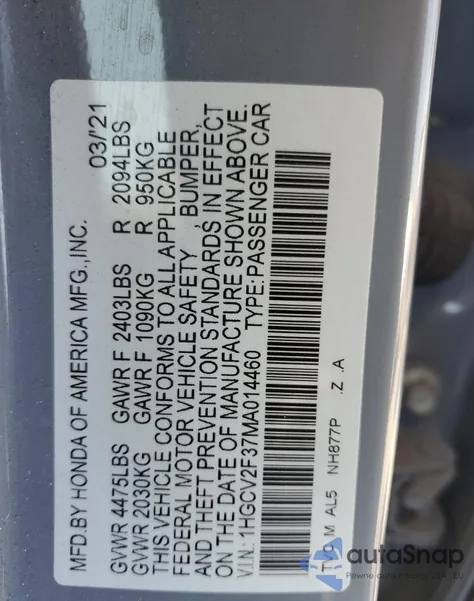 MFD.BY HONDA OF AMERICA MFG.,INC. 03/'21
GVWR 4475LBS GAWR F 2403LBS R 2094LBS
GVWR 2030KG GAWR F 1090KG R 950KG
THIS VEHICLE CONFORMS TO ALL APPLICABLE
FEDERAL MOTOR VEHICLE SAFETY , BUMPER,
AND THEFT PREVENTION STANDARDS IN EFFECT
ON THE DATE OF MANUFACTURE SHOWN ABOVE.
V.I.N.: 1HGCV2F37MA014460 TYPE:PASSENGER CAR
M AL5 NH877P .Z .A
autoSnap